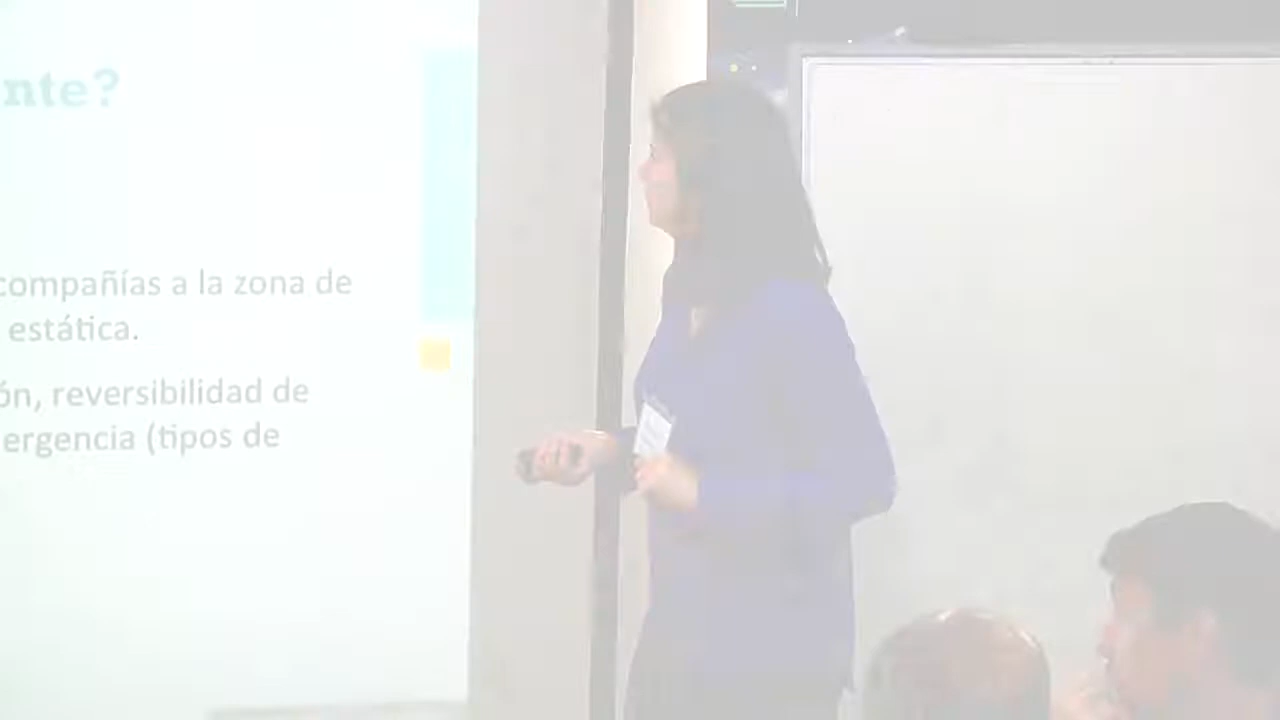 nte?
compañías a la zona de
estática.
ón, reversibilidad de
ergencia (tipos de